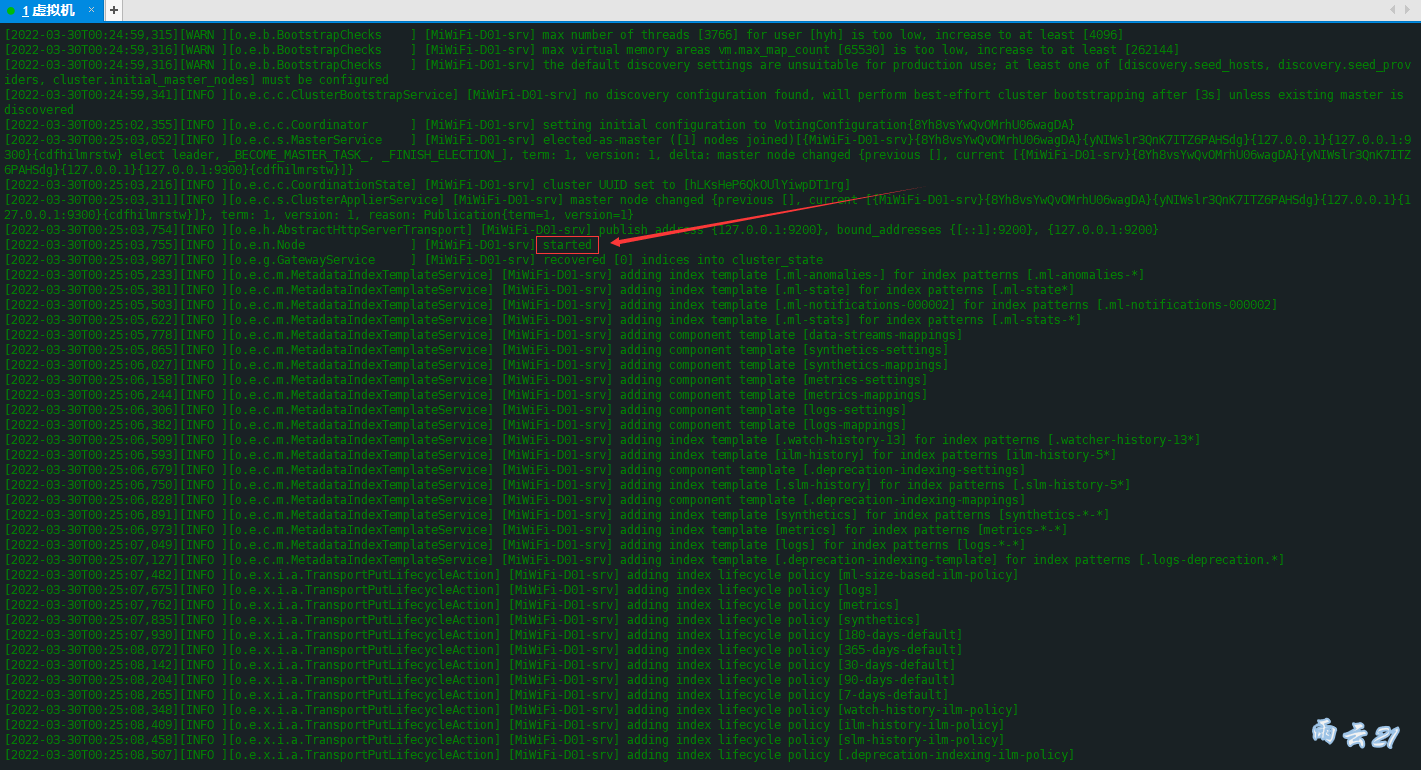 1 虚拟机 × +
[2022-03-30T00:24:59,315][WARN ][o.e.b.BootstrapChecks    ] [MiWiFi-D01-srv] max number of threads [3766] for user [hyh] is too low, increase to at least [4096]
[2022-03-30T00:24:59,316][WARN ][o.e.b.BootstrapChecks    ] [MiWiFi-D01-srv] max virtual memory areas vm.max_map_count [65530] is too low, increase to at least [262144]
[2022-03-30T00:24:59,316][WARN ][o.e.b.BootstrapChecks    ] [MiWiFi-D01-srv] the default discovery settings are unsuitable for production use; at least one of [discovery.seed_hosts, discovery.seed_prov
iders, cluster.initial_master_nodes] must be configured
[2022-03-30T00:24:59,341][INFO ][o.e.c.c.ClusterBootstrapService] [MiWiFi-D01-srv] no discovery configuration found, will perform best-effort cluster bootstrapping after [3s] unless existing master is
discovered
[2022-03-30T00:25:02,355][INFO ][o.e.c.c.Coordinator      ] [MiWiFi-D01-srv] setting initial configuration to VotingConfiguration{8Yh8vsYwQvOMrhU06wagDA}
[2022-03-30T00:25:03,052][INFO ][o.e.c.s.MasterService    ] [MiWiFi-D01-srv] elected-as-master ([1] nodes joined)[{MiWiFi-D01-srv}{8Yh8vsYwQvOMrhU06wagDA}{yNIWslr3QnK7ITZ6PAHSdg}{127.0.0.1}{127.0.0.1:9
300}{cdfhilmrstw} elect leader, _BECOME_MASTER_TASK_, _FINISH_ELECTION_], term: 1, version: 1, delta: master node changed {previous [], current [{MiWiFi-D01-srv}{8Yh8vsYwQvOMrhU06wagDA}{yNIWslr3QnK7ITZ
6PAHSdg}{127.0.0.1}{127.0.0.1:9300}{cdfhilmrstw}]}
[2022-03-30T00:25:03,216][INFO ][o.e.c.c.CoordinationState] [MiWiFi-D01-srv] cluster UUID set to [hLKsHeP6QkOUlYiwpDT1rg]
[2022-03-30T00:25:03,311][INFO ][o.e.c.s.ClusterApplierService] [MiWiFi-D01-srv] master node changed {previous [], current [{MiWiFi-D01-srv}{8Yh8vsYwQvOMrhU06wagDA}{yNIWslr3QnK7ITZ6PAHSdg}{127.0.0.1}{1
27.0.0.1:9300}{cdfhilmrstw}]}, term: 1, version: 1, reason: Publication{term=1, version=1}
[2022-03-30T00:25:03,754][INFO ][o.e.h.AbstractHttpServerTransport] [MiWiFi-D01-srv] publish_address {127.0.0.1:9200}, bound_addresses {[::1]:9200}, {127.0.0.1:9200}
[2022-03-30T00:25:03,755][INFO ][o.e.n.Node               ] [MiWiFi-D01-srv] started
[2022-03-30T00:25:03,987][INFO ][o.e.g.GatewayService     ] [MiWiFi-D01-srv] recovered [0] indices into cluster_state
[2022-03-30T00:25:05,233][INFO ][o.e.c.m.MetadataIndexTemplateService] [MiWiFi-D01-srv] adding index template [.ml-anomalies-] for index patterns [.ml-anomalies-*]
[2022-03-30T00:25:05,381][INFO ][o.e.c.m.MetadataIndexTemplateService] [MiWiFi-D01-srv] adding index template [.ml-state] for index patterns [.ml-state*]
[2022-03-30T00:25:05,503][INFO ][o.e.c.m.MetadataIndexTemplateService] [MiWiFi-D01-srv] adding index template [.ml-notifications-000002] for index patterns [.ml-notifications-000002]
[2022-03-30T00:25:05,622][INFO ][o.e.c.m.MetadataIndexTemplateService] [MiWiFi-D01-srv] adding index template [.ml-stats] for index patterns [.ml-stats-*]
[2022-03-30T00:25:05,778][INFO ][o.e.c.m.MetadataIndexTemplateService] [MiWiFi-D01-srv] adding component template [data-streams-mappings]
[2022-03-30T00:25:05,865][INFO ][o.e.c.m.MetadataIndexTemplateService] [MiWiFi-D01-srv] adding component template [synthetics-settings]
[2022-03-30T00:25:06,027][INFO ][o.e.c.m.MetadataIndexTemplateService] [MiWiFi-D01-srv] adding component template [synthetics-mappings]
[2022-03-30T00:25:06,158][INFO ][o.e.c.m.MetadataIndexTemplateService] [MiWiFi-D01-srv] adding component template [metrics-settings]
[2022-03-30T00:25:06,244][INFO ][o.e.c.m.MetadataIndexTemplateService] [MiWiFi-D01-srv] adding component template [metrics-mappings]
[2022-03-30T00:25:06,306][INFO ][o.e.c.m.MetadataIndexTemplateService] [MiWiFi-D01-srv] adding component template [logs-settings]
[2022-03-30T00:25:06,382][INFO ][o.e.c.m.MetadataIndexTemplateService] [MiWiFi-D01-srv] adding component template [logs-mappings]
[2022-03-30T00:25:06,509][INFO ][o.e.c.m.MetadataIndexTemplateService] [MiWiFi-D01-srv] adding index template [.watch-history-13] for index patterns [.watcher-history-13*]
[2022-03-30T00:25:06,593][INFO ][o.e.c.m.MetadataIndexTemplateService] [MiWiFi-D01-srv] adding index template [ilm-history] for index patterns [ilm-history-5*]
[2022-03-30T00:25:06,679][INFO ][o.e.c.m.MetadataIndexTemplateService] [MiWiFi-D01-srv] adding component template [.deprecation-indexing-settings]
[2022-03-30T00:25:06,750][INFO ][o.e.c.m.MetadataIndexTemplateService] [MiWiFi-D01-srv] adding index template [.slm-history] for index patterns [.slm-history-5*]
[2022-03-30T00:25:06,828][INFO ][o.e.c.m.MetadataIndexTemplateService] [MiWiFi-D01-srv] adding component template [.deprecation-indexing-mappings]
[2022-03-30T00:25:06,891][INFO ][o.e.c.m.MetadataIndexTemplateService] [MiWiFi-D01-srv] adding index template [synthetics] for index patterns [synthetics-*-*]
[2022-03-30T00:25:06,973][INFO ][o.e.c.m.MetadataIndexTemplateService] [MiWiFi-D01-srv] adding index template [metrics] for index patterns [metrics-*-*]
[2022-03-30T00:25:07,049][INFO ][o.e.c.m.MetadataIndexTemplateService] [MiWiFi-D01-srv] adding index template [logs] for index patterns [logs-*-*]
[2022-03-30T00:25:07,127][INFO ][o.e.c.m.MetadataIndexTemplateService] [MiWiFi-D01-srv] adding index template [.deprecation-indexing-template] for index patterns [.logs-deprecation.*]
[2022-03-30T00:25:07,482][INFO ][o.e.x.i.a.TransportPutLifecycleAction] [MiWiFi-D01-srv] adding index lifecycle policy [ml-size-based-ilm-policy]
[2022-03-30T00:25:07,675][INFO ][o.e.x.i.a.TransportPutLifecycleAction] [MiWiFi-D01-srv] adding index lifecycle policy [logs]
[2022-03-30T00:25:07,762][INFO ][o.e.x.i.a.TransportPutLifecycleAction] [MiWiFi-D01-srv] adding index lifecycle policy [metrics]
[2022-03-30T00:25:07,835][INFO ][o.e.x.i.a.TransportPutLifecycleAction] [MiWiFi-D01-srv] adding index lifecycle policy [synthetics]
[2022-03-30T00:25:07,930][INFO ][o.e.x.i.a.TransportPutLifecycleAction] [MiWiFi-D01-srv] adding index lifecycle policy [180-days-default]
[2022-03-30T00:25:08,072][INFO ][o.e.x.i.a.TransportPutLifecycleAction] [MiWiFi-D01-srv] adding index lifecycle policy [365-days-default]
[2022-03-30T00:25:08,142][INFO ][o.e.x.i.a.TransportPutLifecycleAction] [MiWiFi-D01-srv] adding index lifecycle policy [30-days-default]
[2022-03-30T00:25:08,204][INFO ][o.e.x.i.a.TransportPutLifecycleAction] [MiWiFi-D01-srv] adding index lifecycle policy [90-days-default]
[2022-03-30T00:25:08,265][INFO ][o.e.x.i.a.TransportPutLifecycleAction] [MiWiFi-D01-srv] adding index lifecycle policy [7-days-default]
[2022-03-30T00:25:08,348][INFO ][o.e.x.i.a.TransportPutLifecycleAction] [MiWiFi-D01-srv] adding index lifecycle policy [watch-history-ilm-policy]
[2022-03-30T00:25:08,409][INFO ][o.e.x.i.a.TransportPutLifecycleAction] [MiWiFi-D01-srv] adding index lifecycle policy [ilm-history-ilm-policy]
[2022-03-30T00:25:08,458][INFO ][o.e.x.i.a.TransportPutLifecycleAction] [MiWiFi-D01-srv] adding index lifecycle policy [slm-history-ilm-policy]
[2022-03-30T00:25:08,507][INFO ][o.e.x.i.a.TransportPutLifecycleAction] [MiWiFi-D01-srv] adding index lifecycle policy [.deprecation-indexing-ilm-policy]
雨云21